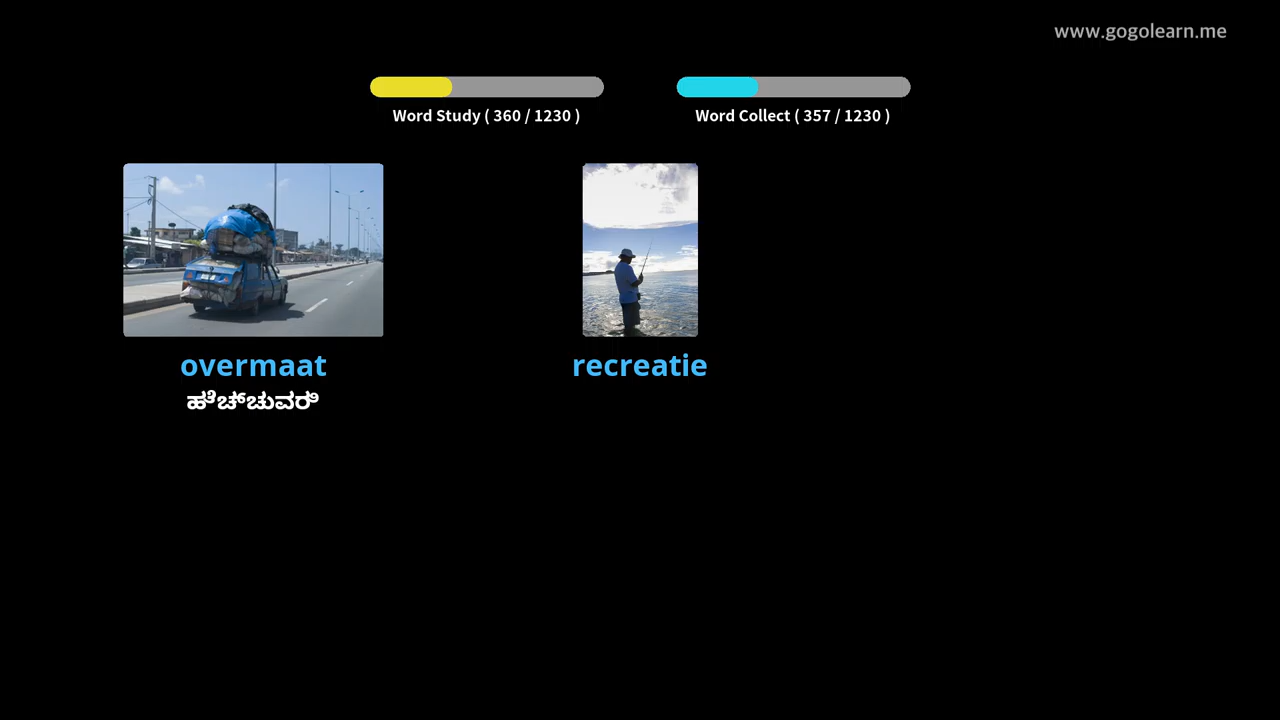 www.gogolearn.me
Word Study ( 360 / 1230 )
Word Collect ( 357 / 1230 )
overmaat
recreatie
ಹೆಚ್ಚುವರಿ